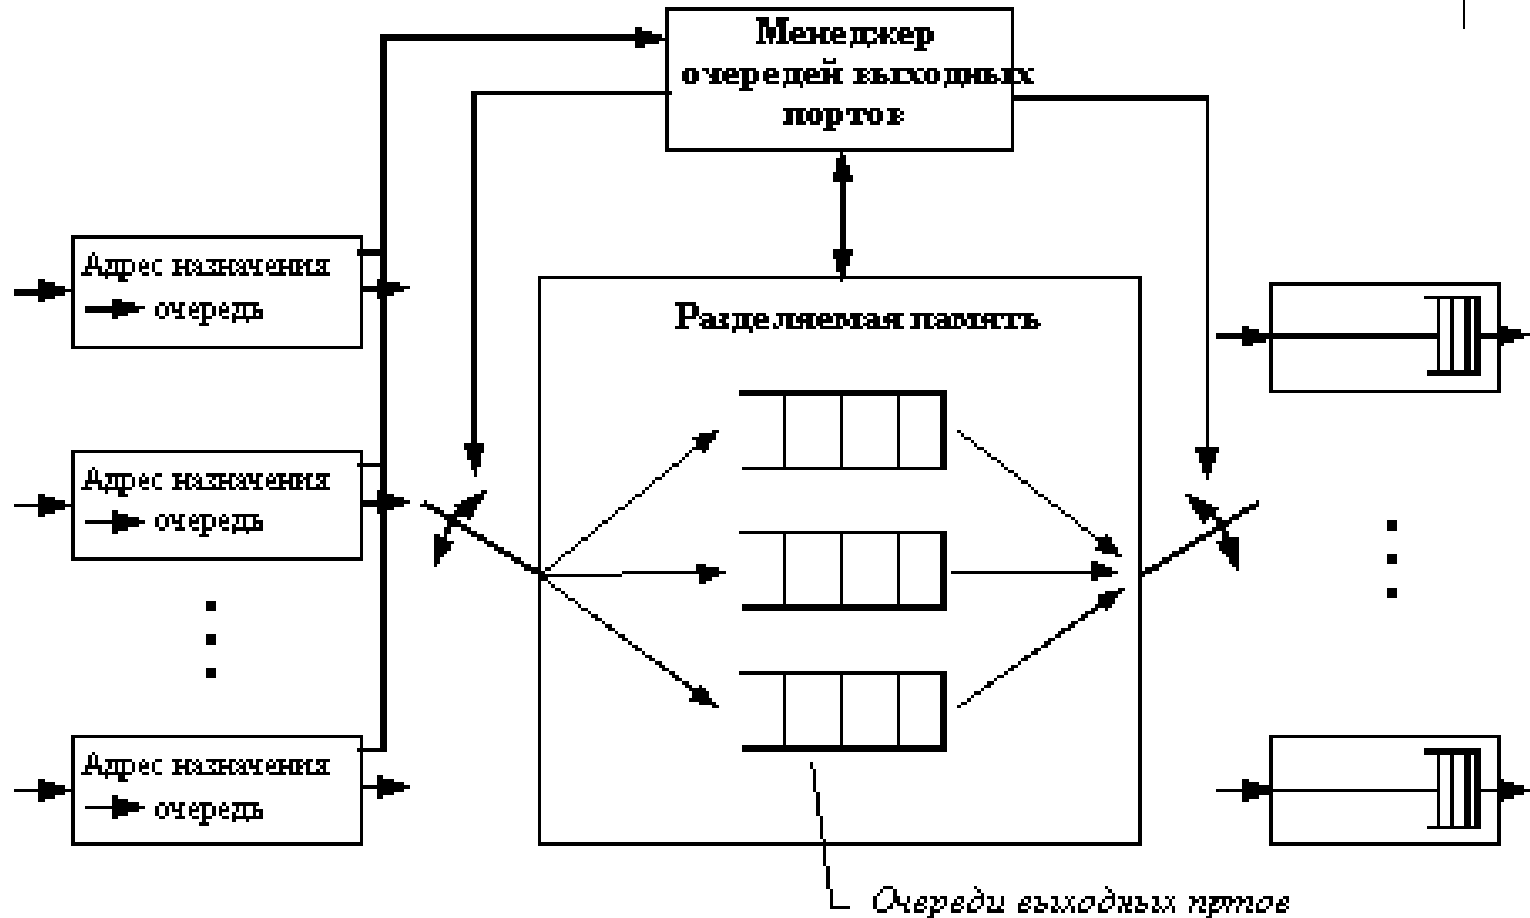 Менеджер
очередей выходных
портов
Адрес назначения
очередь
Разделяемая память
Адрес назначения
очередь
Адрес назначения
очередь
Очереди выходных пртов